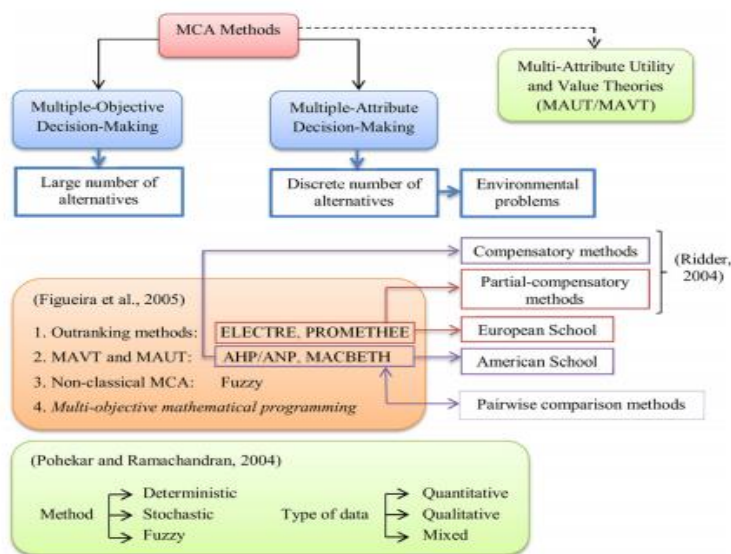 MCA Methods
Multi-Attribute Utility
and Value Theories
(MAUT/MAVT)
Multiple-Objective
Decision-Making
Multiple-Attribute
Decision-Making
Large number of
alternatives
Discrete number of
alternatives
Environmental
problems
Compensatory methods
(Ridder,
2004)
Partial-compensatory
methods
(Figueira et al., 2005)
1. Outranking methods: ELECTRE, PROMETHEE
European School
2. MAVT and MAUT: AHP/ANP, MACBETH
American School
3. Non-classical MCA: Fuzzy
4. Multi-objective mathematical programming
Pairwise comparison methods
(Pohekar and Ramachandran, 2004)
Method
Deterministic
Stochastic
Fuzzy
Type of data
Quantitative
Qualitative
Mixed